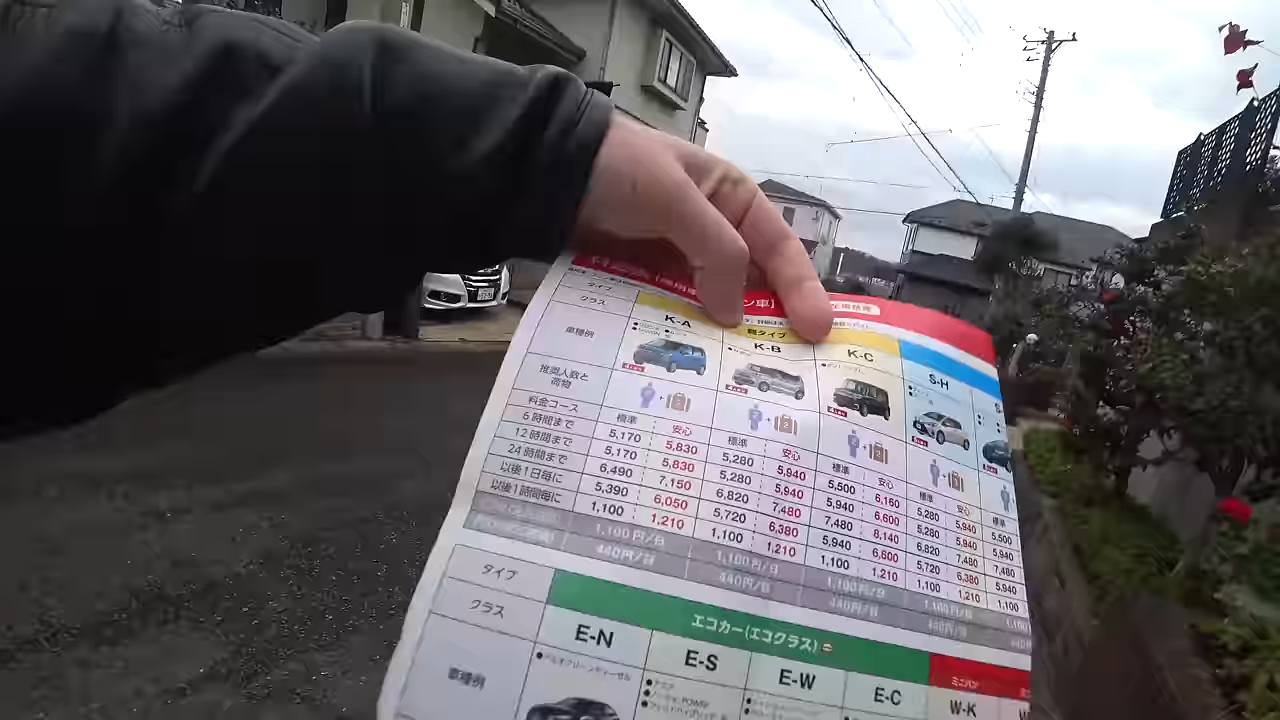 タイプ
クラス
軽タイプ
K-A
K-B
K-C
S-H
車種例
推奨人数と
荷物
料金コース 標準 安心 標準 安心 標準 安心 標準 安心 標準
6時間まで 5,170 5,830 5,280 5,940 5,500 6,160 5,280 5,940 5,500
12時間まで 5,170 5,830 5,280 5,940 5,940 6,600 5,280 5,940 5,940
24時間まで 6,490 7,150 6,820 7,480 7,480 8,140 6,820 7,480 7,480
以後1日毎に 5,390 6,050 5,720 6,380 5,940 6,600 5,720 6,380 5,940
以後1時間毎に 1,100 1,210 1,100 1,210 1,100 1,210 1,100 1,210 1,100
1,100円/日 1,100円/日 1,100円/日 1,100円/日
440円/日 440円/日 440円/日 440円/日
タイプ
エコカー(エコクラス)
ミニバン
クラス
E-N
E-S
E-W
E-C
W-K
車種例